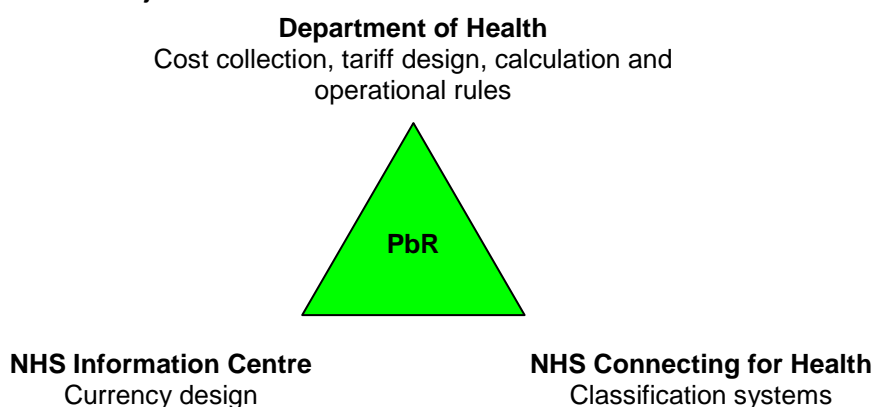 Department of Health
Cost collection, tariff design, calculation and
operational rules
PbR
NHS Information Centre
Currency design
NHS Connecting for Health
Classification systems